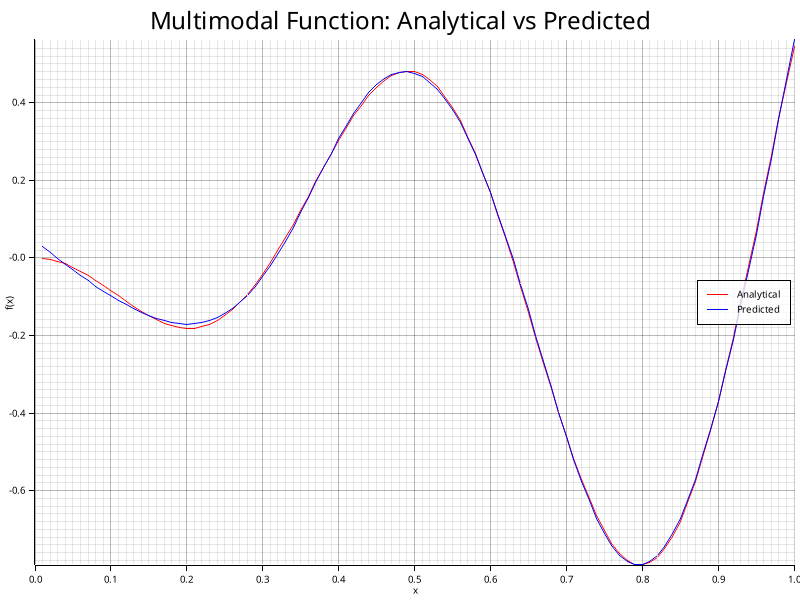 Multimodal Function: Analytical vs Predicted
0.4
0.2
-0.0
-0.2
-0.4
-0.6
f(x)
Analytical
Predicted
0.0 0.1 0.2 0.3 0.4 0.5 0.6 0.7 0.8 0.9 1.0
x